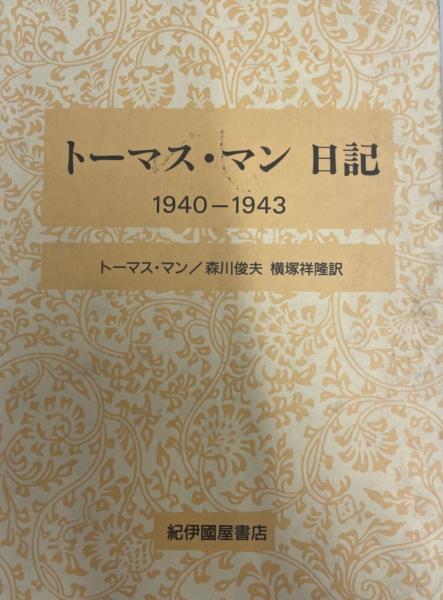 トーマス・マン 日記
1940－1943
トーマス・マン／森川俊夫 横塚祥隆訳
紀伊國屋書店